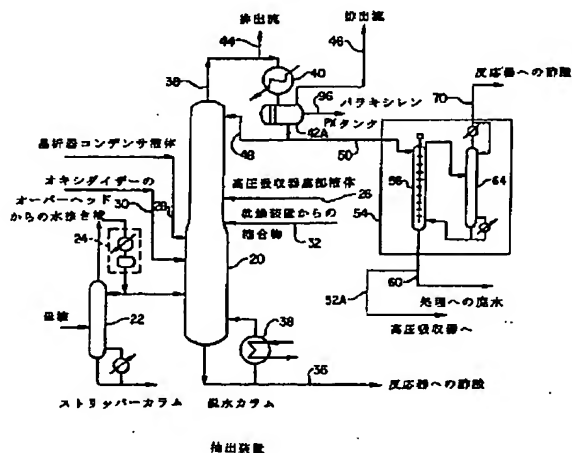 排出流
44
排出流
46
38
40
反応器への酢酸
70
96
パラキシレン
PXタンク
42A
48
50
晶析器コンデンサ液体
オキシダイザーの
オーバーヘッド
からの水
30
28
24
高圧吸収器底部液体
26
乾燥装置からの
混合物
32
20
56
64
54
22
38
52A
60
処理への廃水
高圧吸収器へ
36
反応器への酢酸
ストリッパーカラム
脱水カラム
抽出装置